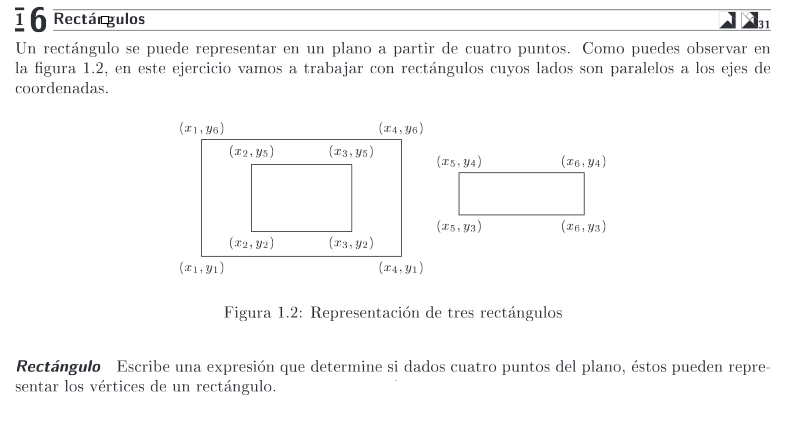 1 6 Rectángulos 31
Un rectángulo se puede representar en un plano a partir de cuatro puntos. Como puedes observar en
la figura 1.2, en este ejercicio vamos a trabajar con rectángulos cuyos lados son paralelos a los ejes de
coordenadas.
(x₁, y₆) (x₄, y₆)
(x₂, y₅) (x₃, y₅)
(x₅, y₄) (x₆, y₄)
(x₅, y₃) (x₆, y₃)
(x₂, y₂) (x₃, y₂)
(x₁, y₁) (x₄, y₁)
Figura 1.2: Representación de tres rectángulos
Rectángulo Escribe una expresión que determine si dados cuatro puntos del plano, éstos pueden repre-
sentar los vértices de un rectángulo.